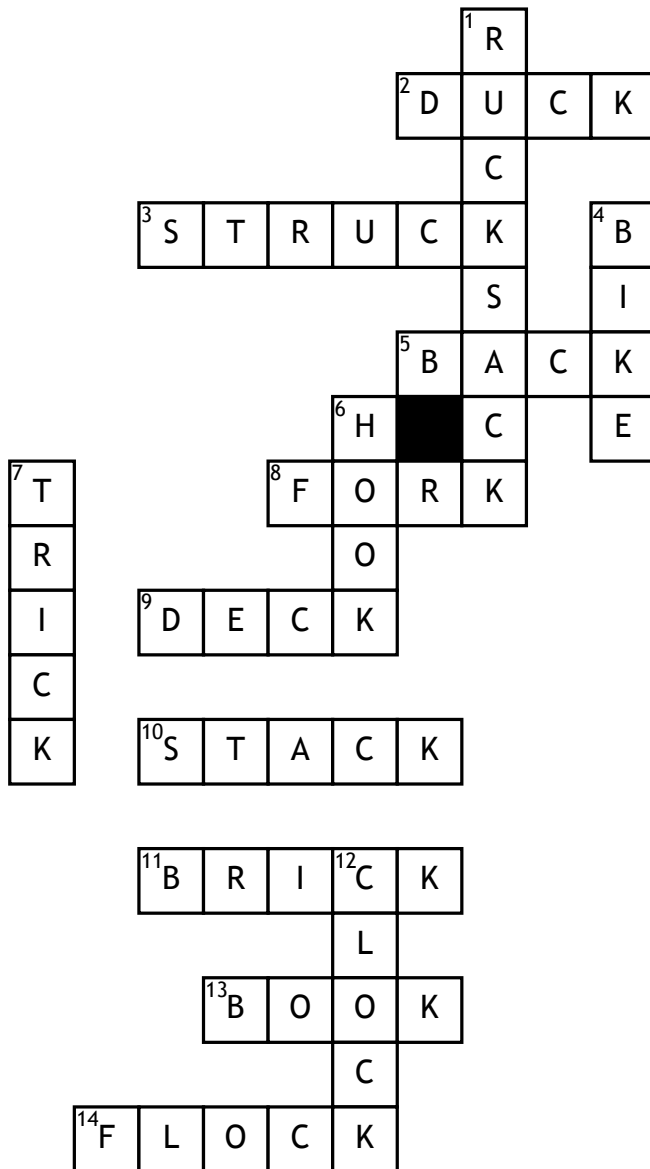 1 R
2 D U C K
C
3 S T R U C K 4 B
S I
5 B A C K
6 H C E
7 T 8 F O R K
R O
I 9 D E C K
C
K 10 S T A C K
11 B R I 12 C K
L
13 B O O K
C
14 F L O C K